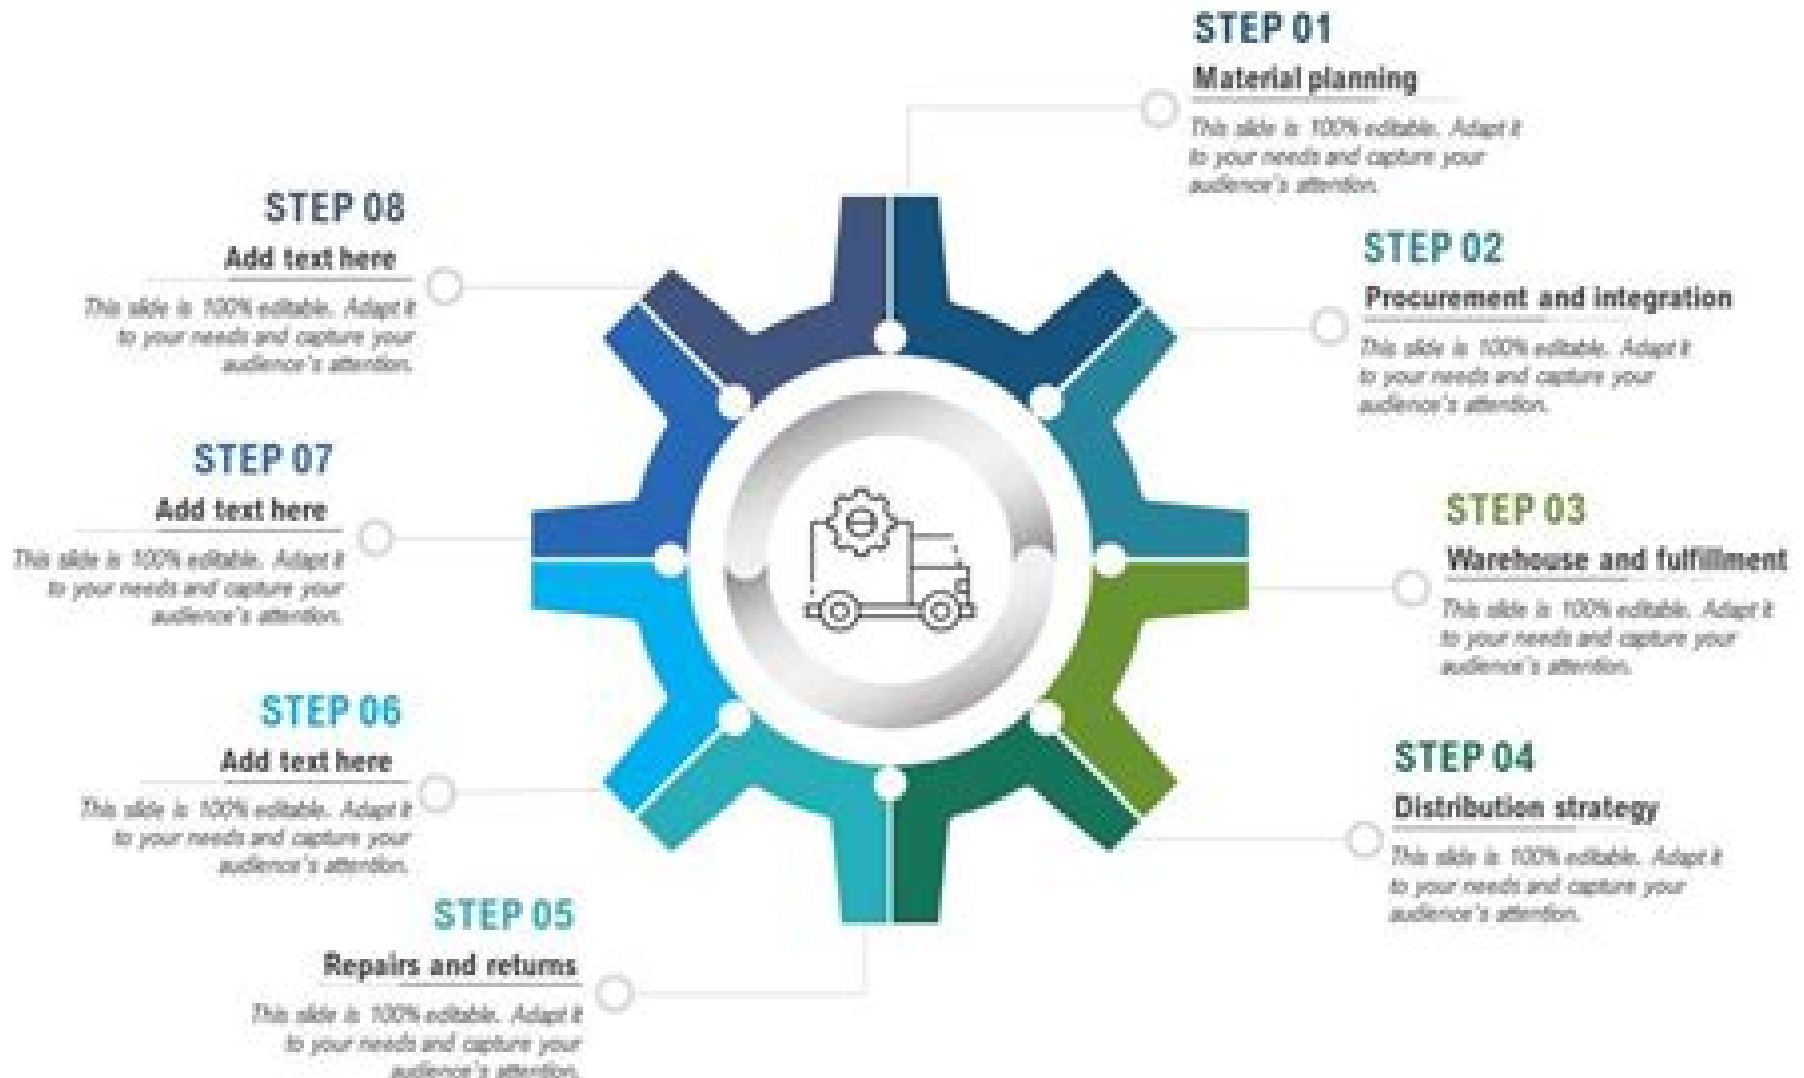 STEP 01
Material planning
This slide is 100% editable. Adapt it
to your needs and capture your
audience's attention.
STEP 02
Procurement and integration
This slide is 100% editable. Adapt it
to your needs and capture your
audience's attention.
STEP 03
Warehouse and fulfillment
This slide is 100% editable. Adapt it
to your needs and capture your
audience's attention.
STEP 04
Distribution strategy
This slide is 100% editable. Adapt it
to your needs and capture your
audience's attention.
STEP 05
Repairs and returns
This slide is 100% editable. Adapt it
to your needs and capture your
audience's attention.
STEP 06
Add text here
This slide is 100% editable. Adapt it
to your needs and capture your
audience's attention.
STEP 07
Add text here
This slide is 100% editable. Adapt it
to your needs and capture your
audience's attention.
STEP 08
Add text here
This slide is 100% editable. Adapt it
to your needs and capture your
audience's attention.